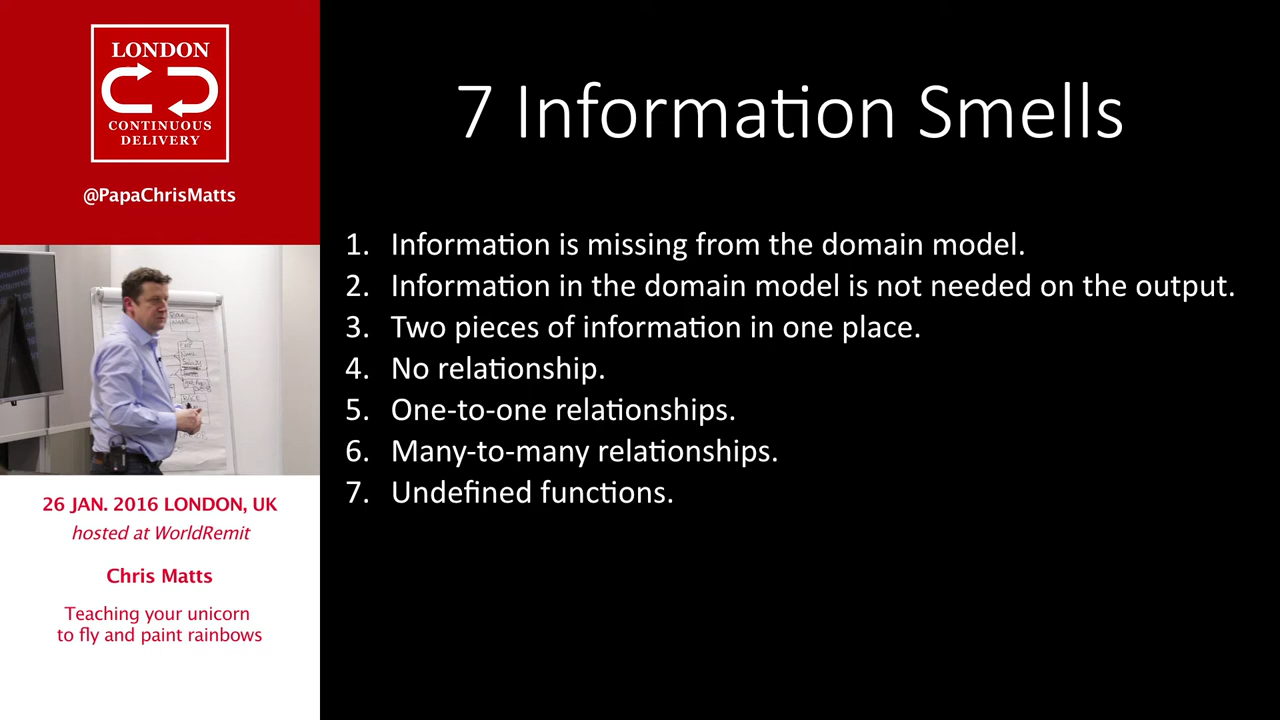 LONDON
CONTINUOUS
DELIVERY
@PapaChrisMatts
26 JAN. 2016 LONDON, UK
hosted at WorldRemit
Chris Matts
Teaching your unicorn
to fly and paint rainbows
7 Information Smells
1. Information is missing from the domain model.
2. Information in the domain model is not needed on the output.
3. Two pieces of information in one place.
4. No relationship.
5. One-to-one relationships.
6. Many-to-many relationships.
7. Undefined functions.